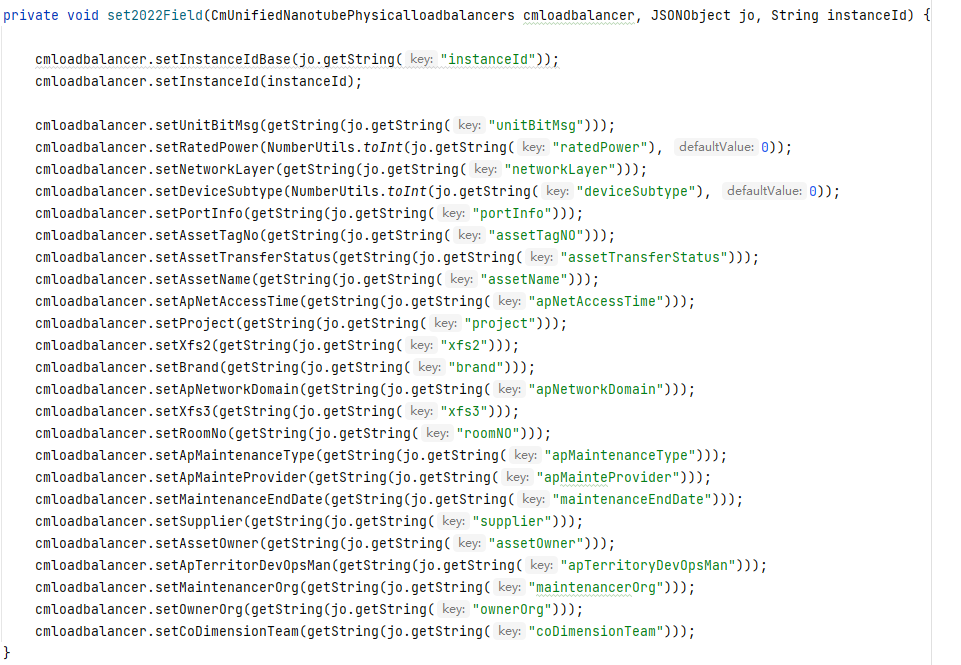 private void set2022Field(CmUnifiedNanotubePhysicalloadbalancers cmloadbalancer, JSONObject jo, String instanceId) {
cmloadbalancer.setInstanceIdBase(jo.getString( key: "instanceId"));
cmloadbalancer.setInstanceId(instanceId);
cmloadbalancer.setUnitBitMsg(getString(jo.getString( key: "unitBitMsg")));
cmloadbalancer.setRatedPower(NumberUtils.toInt(jo.getString( key: "ratedPower"), defaultValue: 0));
cmloadbalancer.setNetworkLayer(getString(jo.getString( key: "networkLayer")));
cmloadbalancer.setDeviceSubtype(NumberUtils.toInt(jo.getString( key: "deviceSubtype"), defaultValue: 0));
cmloadbalancer.setPortInfo(getString(jo.getString( key: "portInfo")));
cmloadbalancer.setAssetTagNo(getString(jo.getString( key: "assetTagNO")));
cmloadbalancer.setAssetTransferStatus(getString(jo.getString( key: "assetTransferStatus")));
cmloadbalancer.setAssetName(getString(jo.getString( key: "assetName")));
cmloadbalancer.setApNetAccessTime(getString(jo.getString( key: "apNetAccessTime")));
cmloadbalancer.setProject(getString(jo.getString( key: "project")));
cmloadbalancer.setXfs2(getString(jo.getString( key: "xfs2")));
cmloadbalancer.setBrand(getString(jo.getString( key: "brand")));
cmloadbalancer.setApNetworkDomain(getString(jo.getString( key: "apNetworkDomain")));
cmloadbalancer.setXfs3(getString(jo.getString( key: "xfs3")));
cmloadbalancer.setRoomNo(getString(jo.getString( key: "roomNO")));
cmloadbalancer.setApMaintenanceType(getString(jo.getString( key: "apMaintenanceType")));
cmloadbalancer.setApMainteProvider(getString(jo.getString( key: "apMainteProvider")));
cmloadbalancer.setMaintenanceEndDate(getString(jo.getString( key: "maintenanceEndDate")));
cmloadbalancer.setSupplier(getString(jo.getString( key: "supplier")));
cmloadbalancer.setAssetOwner(getString(jo.getString( key: "assetOwner")));
cmloadbalancer.setApTerritorDevOpsMan(getString(jo.getString( key: "apTerritoryDevOpsMan")));
cmloadbalancer.setMaintenancerOrg(getString(jo.getString( key: "maintenancerOrg")));
cmloadbalancer.setOwnerOrg(getString(jo.getString( key: "ownerOrg")));
cmloadbalancer.setCoDimensionTeam(getString(jo.getString( key: "coDimensionTeam")));
}